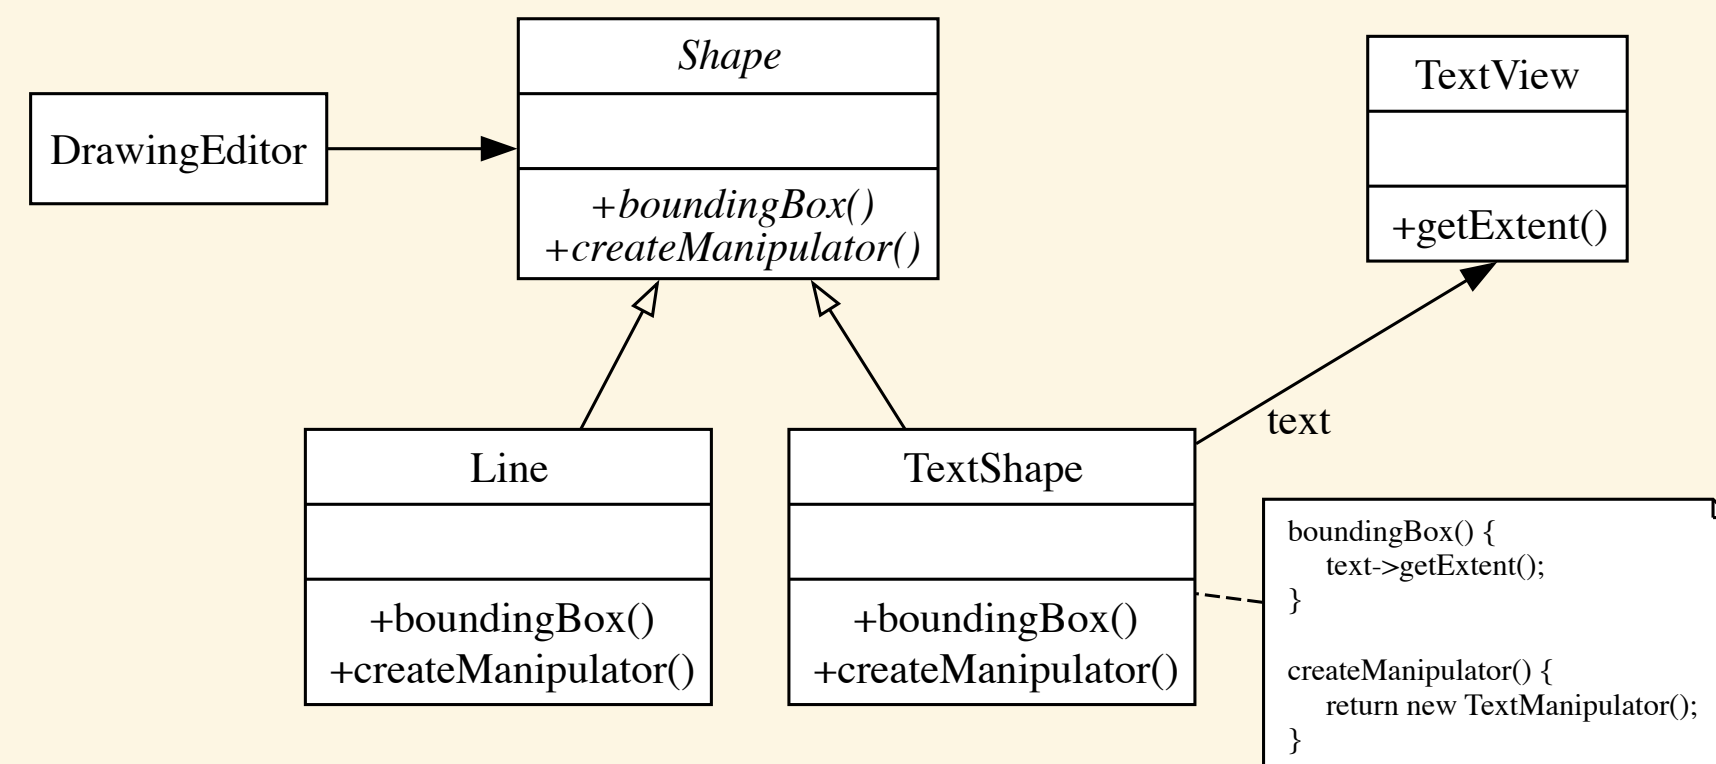 Shape
TextView
DrawingEditor
+boundingBox()
+createManipulator()
+getExtent()
text
Line
TextShape
+boundingBox()
+createManipulator()
+boundingBox()
+createManipulator()
boundingBox() {
text->getExtent();
}
createManipulator() {
return new TextManipulator();
}